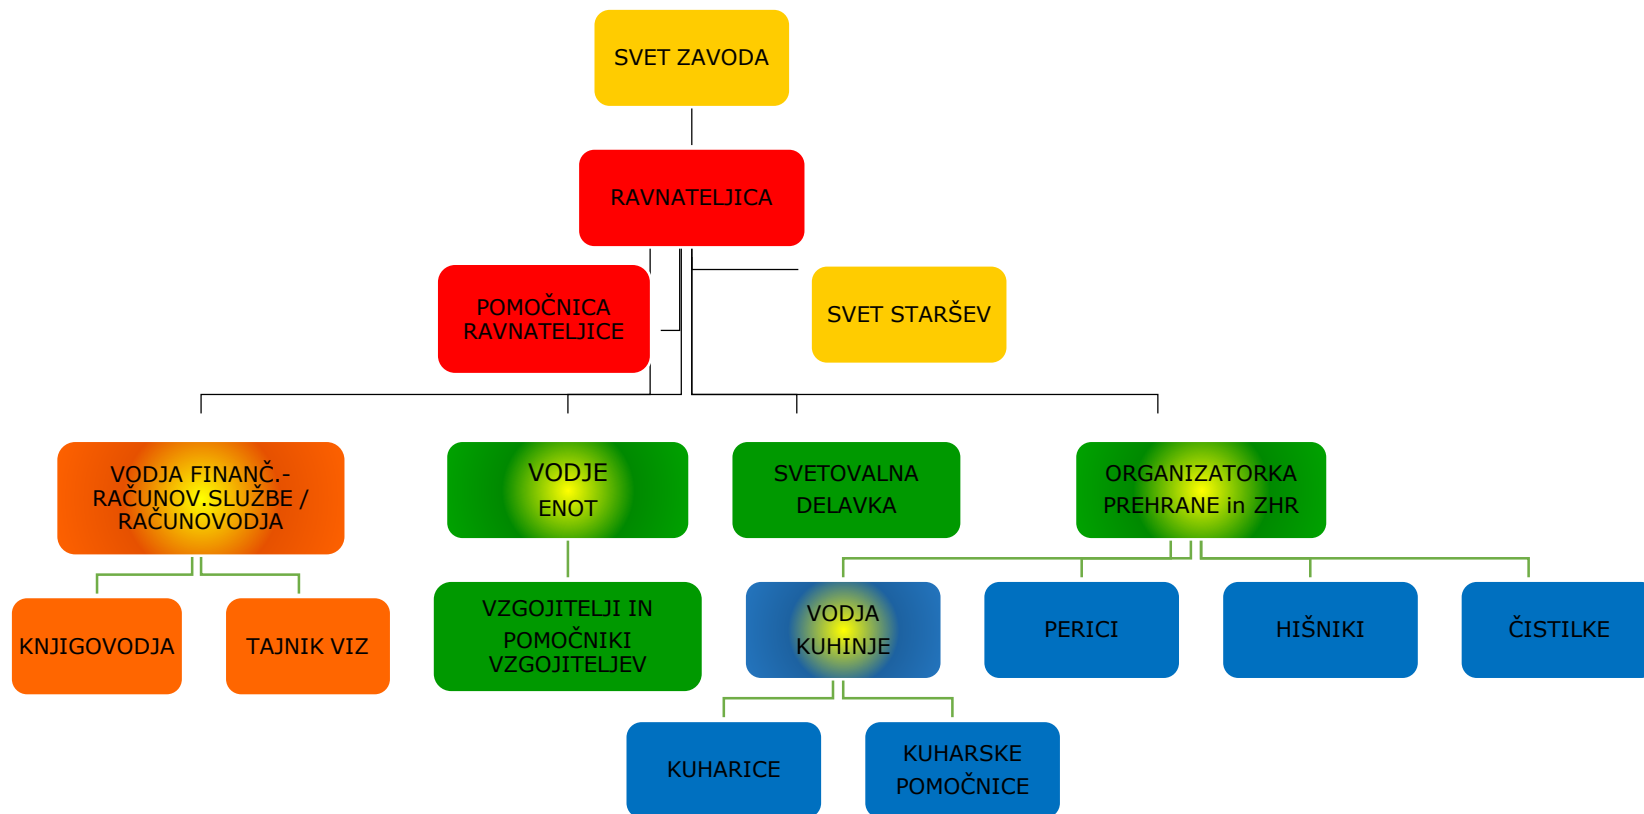 SVET ZAVODA
RAVNATELJICA
POMOČNICA
RAVNATELJICE
SVET STARŠEV
VODJA FINANČ.-
RAČUNOV.SLUŽBE /
RAČUNOVODJA
VODJE
ENOT
SVETOVALNA
DELAVKA
ORGANIZATORKA
PREHRANE in ZHR
KNJIGOVODJA
TAJNIK VIZ
VZGOJITELJI IN
POMOČNIKI
VZGOJITELJEV
VODJA
KUHINJE
PERICI
HIŠNIKI
ČISTILKE
KUHARICE
KUHARSKE
POMOČNICE